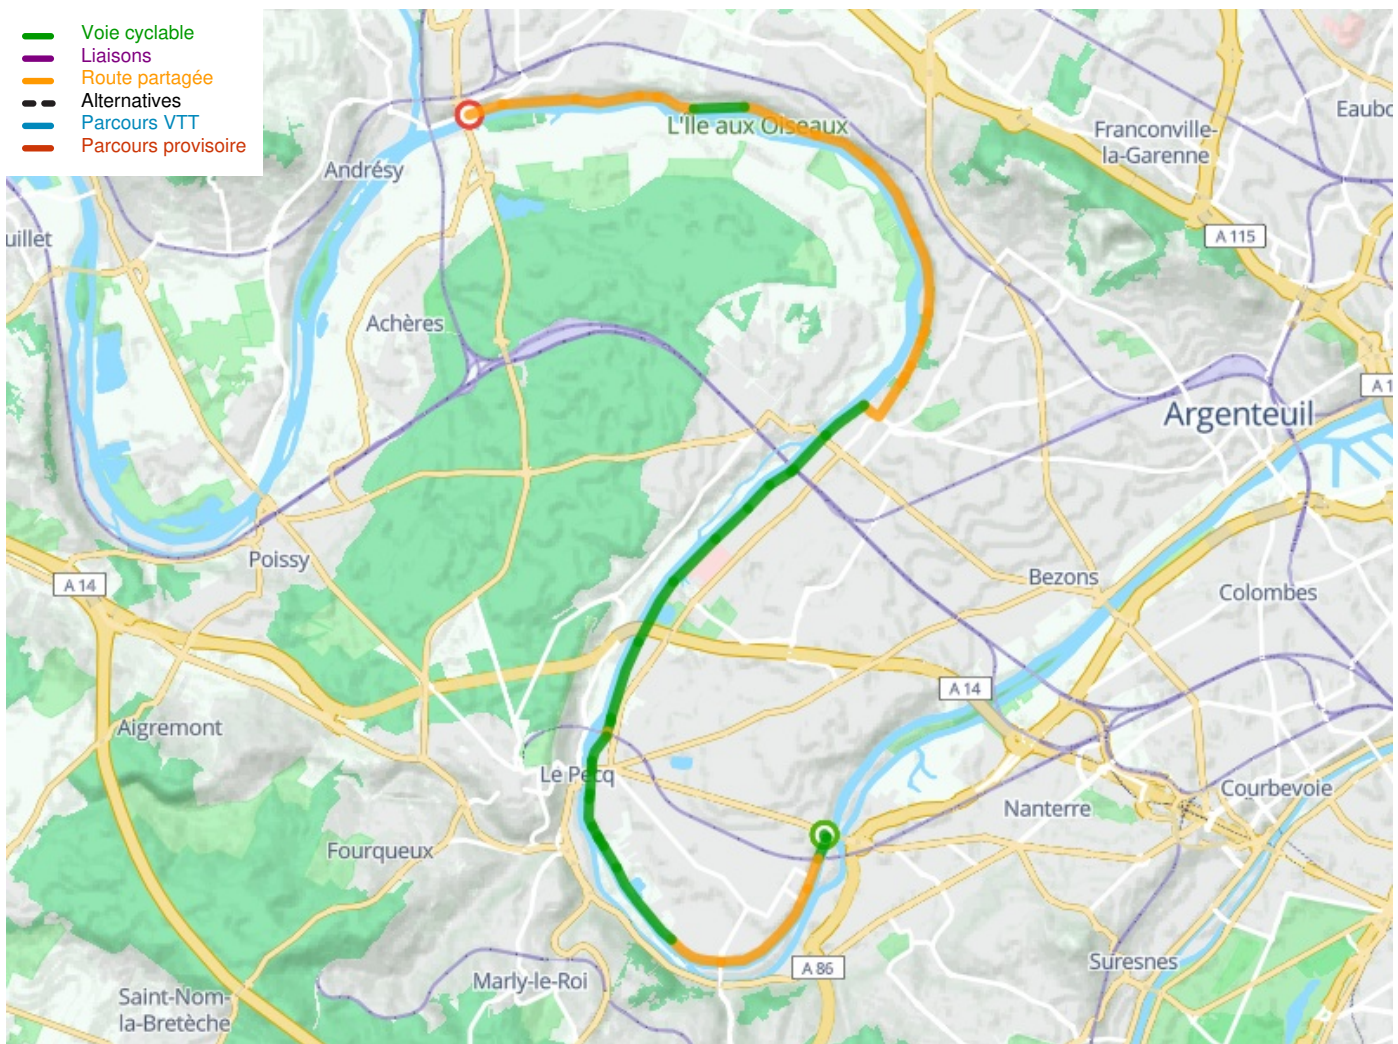 Voie cyclable
Liaisons
Route partagée
Alternatives
Parcours VTT
Parcours provisoire
L'Île aux Oiseaux
Franconville-
la-Garenne
Eaubo
Andrésy
uillet
A 115
Achères
A 1
Argenteuil
Poissy
Bezons
A 14
Colombes
A 14
Aigremont
Le Pecq
Courbevoie
Nanterre
Fourqueux
Suresnes
A 86
Marly-le-Roi
Saint-Nom-
la-Bretèche